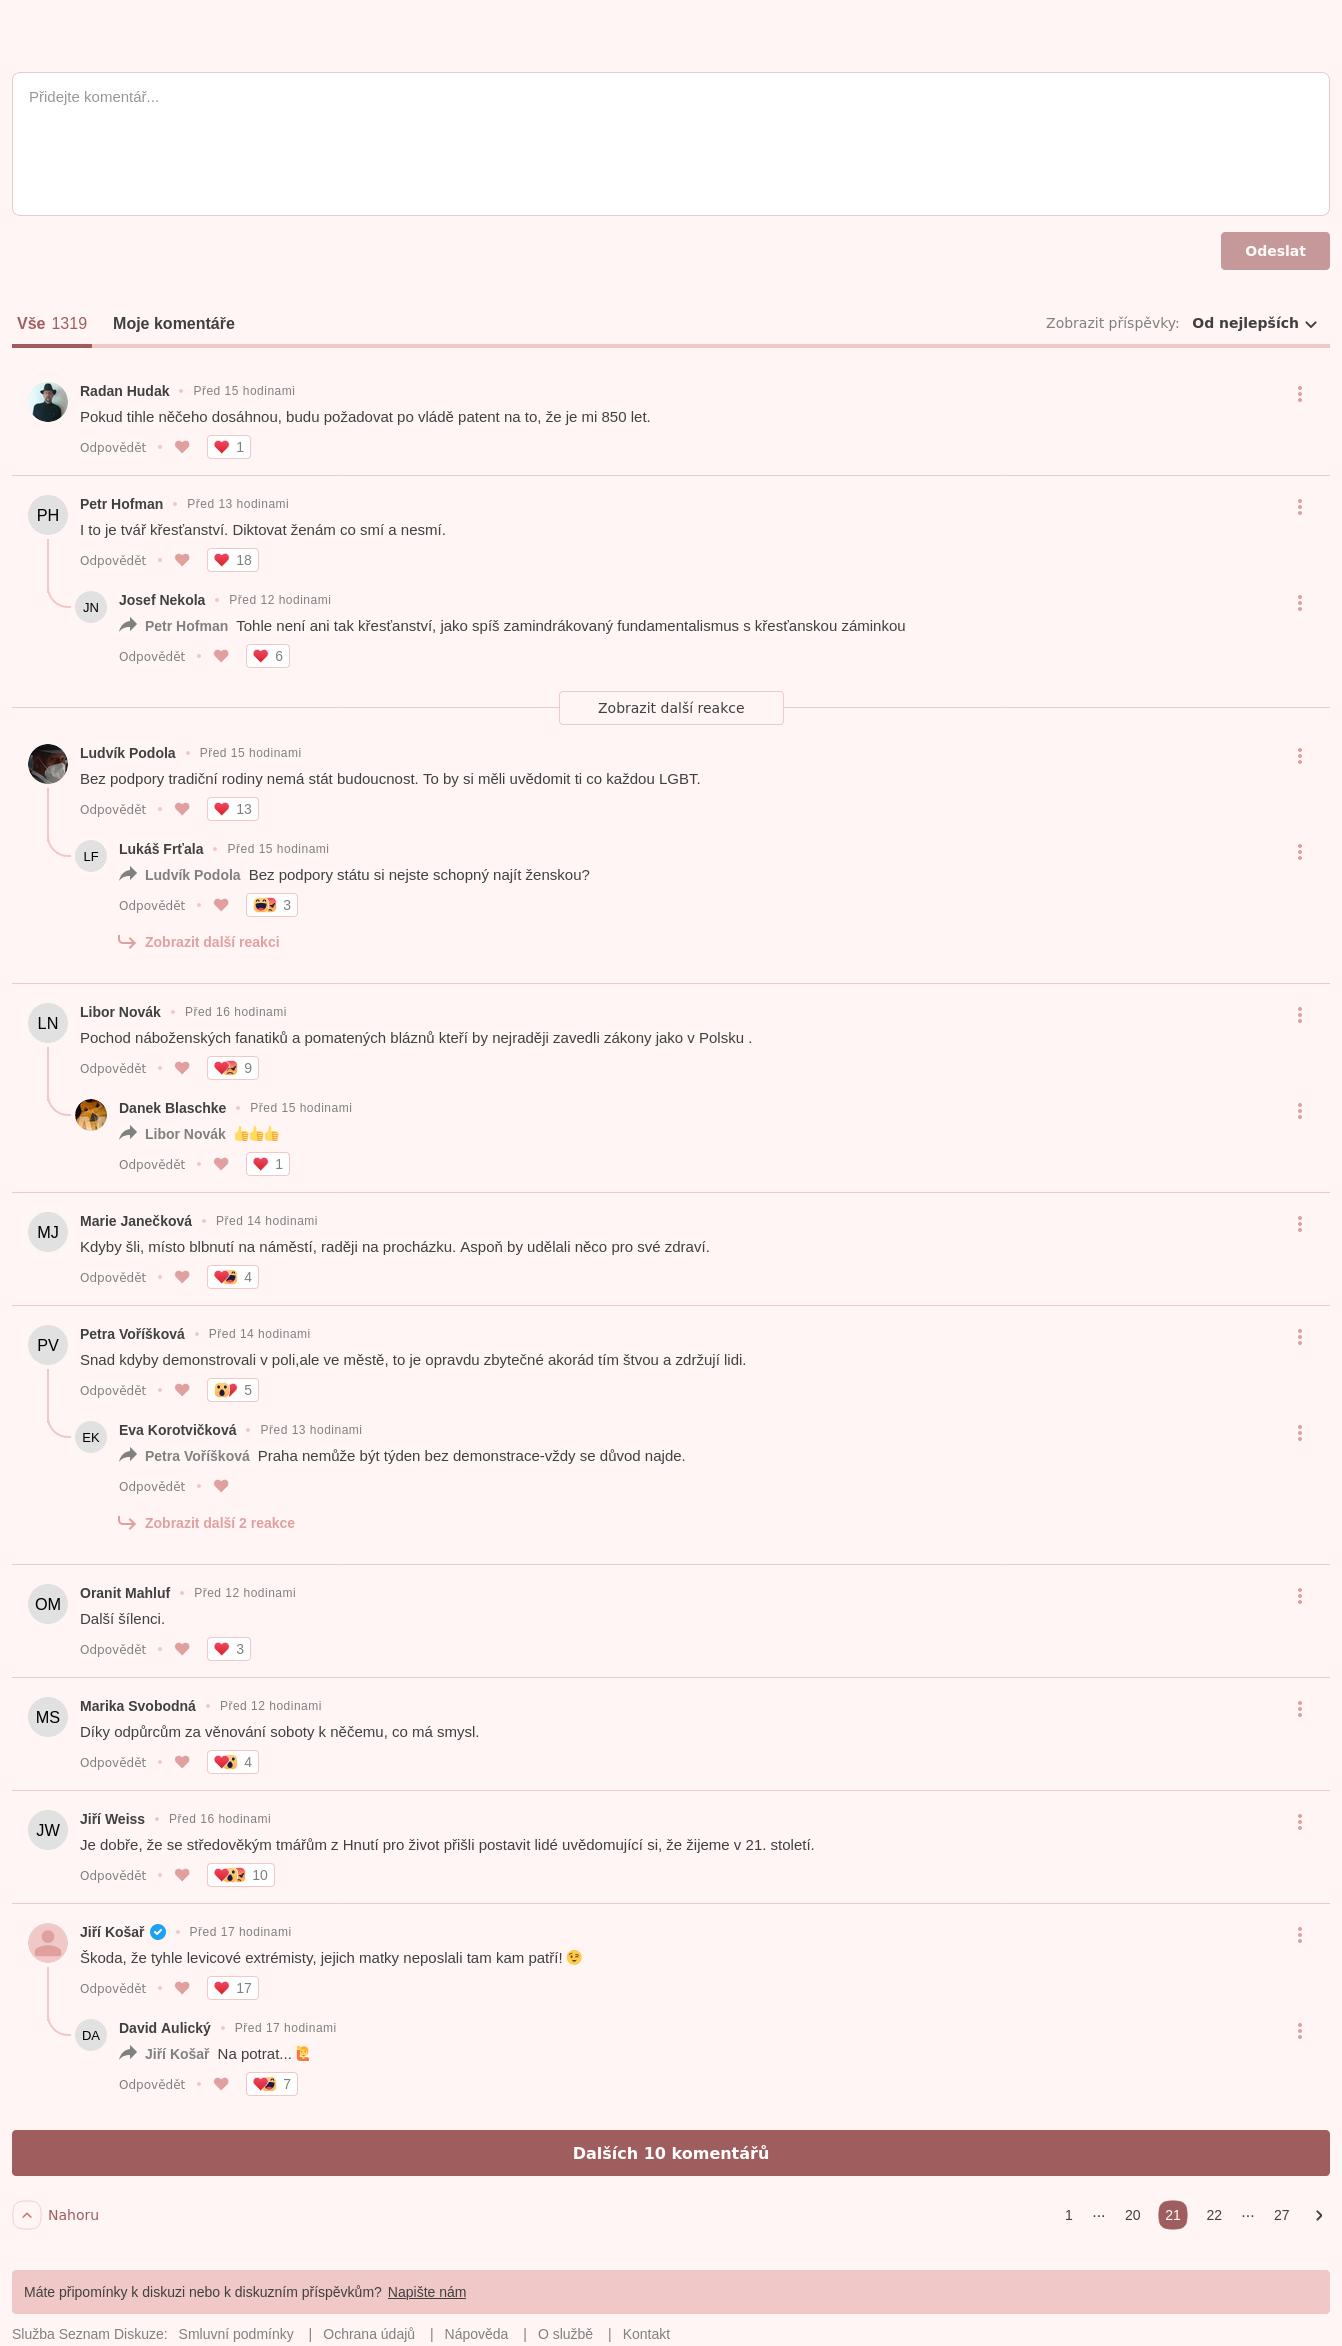 Přidejte komentář...
Odeslat
Vše 1319 Moje komentáře Zobrazit příspěvky: Od nejlepších
Radan Hudak • Před 15 hodinami
Pokud tihle něčeho dosáhnou, budu požadovat po vládě patent na to, že je mi 850 let.
Odpovědět • 1
PH Petr Hofman • Před 13 hodinami
I to je tvář křesťanství. Diktovat ženám co smí a nesmí.
Odpovědět • 18
JN Josef Nekola • Před 12 hodinami
Petr Hofman Tohle není ani tak křesťanství, jako spíš zamindrákovaný fundamentalismus s křesťanskou záminkou
Odpovědět • 6
Zobrazit další reakce
Ludvík Podola • Před 15 hodinami
Bez podpory tradiční rodiny nemá stát budoucnost. To by si měli uvědomit ti co každou LGBT.
Odpovědět • 13
LF Lukáš Frťala • Před 15 hodinami
Ludvík Podola Bez podpory státu si nejste schopný najít ženskou?
Odpovědět • 3
Zobrazit další reakci
LN Libor Novák • Před 16 hodinami
Pochod náboženských fanatiků a pomatených bláznů kteří by nejraději zavedli zákony jako v Polsku .
Odpovědět • 9
Danek Blaschke • Před 15 hodinami
Libor Novák 👍👍👍
Odpovědět • 1
MJ Marie Janečková • Před 14 hodinami
Kdyby šli, místo blbnutí na náměstí, raději na procházku. Aspoň by udělali něco pro své zdraví.
Odpovědět • 4
PV Petra Voříšková • Před 14 hodinami
Snad kdyby demonstrovali v poli,ale ve městě, to je opravdu zbytečné akorád tím štvou a zdržují lidi.
Odpovědět • 5
EK Eva Korotvičková • Před 13 hodinami
Petra Voříšková Praha nemůže být týden bez demonstrace-vždy se důvod najde.
Odpovědět •
Zobrazit další 2 reakce
OM Oranit Mahluf • Před 12 hodinami
Další šílenci.
Odpovědět • 3
MS Marika Svobodná • Před 12 hodinami
Díky odpůrcům za věnování soboty k něčemu, co má smysl.
Odpovědět • 4
JW Jiří Weiss • Před 16 hodinami
Je dobře, že se středověkým tmářům z Hnutí pro život přišli postavit lidé uvědomující si, že žijeme v 21. století.
Odpovědět • 10
Jiří Košař • Před 17 hodinami
Škoda, že tyhle levicové extrémisty, jejich matky neposlali tam kam patří! 😉
Odpovědět • 17
DA David Aulický • Před 17 hodinami
Jiří Košař Na potrat...
Odpovědět • 7
Dalších 10 komentářů
Nahoru 1 ··· 20 21 22 ··· 27
Máte připomínky k diskuzi nebo k diskuzním příspěvkům? Napište nám
Služba Seznam Diskuze: Smluvní podmínky | Ochrana údajů | Nápověda | O službě | Kontakt